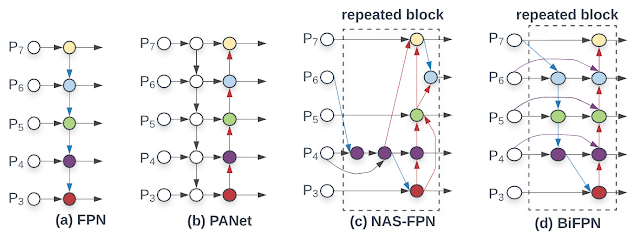 repeated block
repeated block
P7
P7
P7
P7
P6
P6
P6
P6
P5
P5
P5
P5
P4
P4
P4
P4
P3
P3
P3
P3
(a) FPN
(b) PANet
(c) NAS-FPN
(d) BiFPN